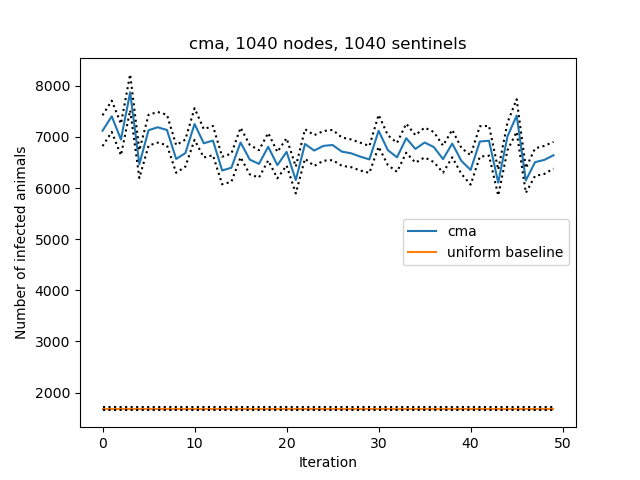 cma, 1040 nodes, 1040 sentinels
Number of infected animals
8000
7000
6000
5000
4000
3000
2000
cma
uniform baseline
0
10
20
30
40
50
Iteration